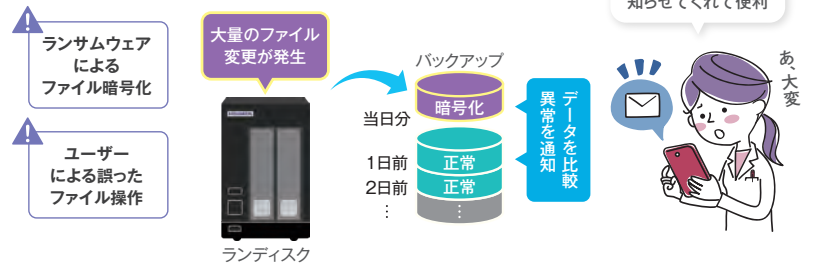 知らせてくれて便利
ランサムウェア
による
ファイル暗号化
ユーザー
による誤った
ファイル操作
大量のファイル
変更が発生
ランディスク
バックアップ
当日分
暗号化
1日前
正常
2日前
正常
⋮
⋮
データを比較
異常を通知
あ、
大変